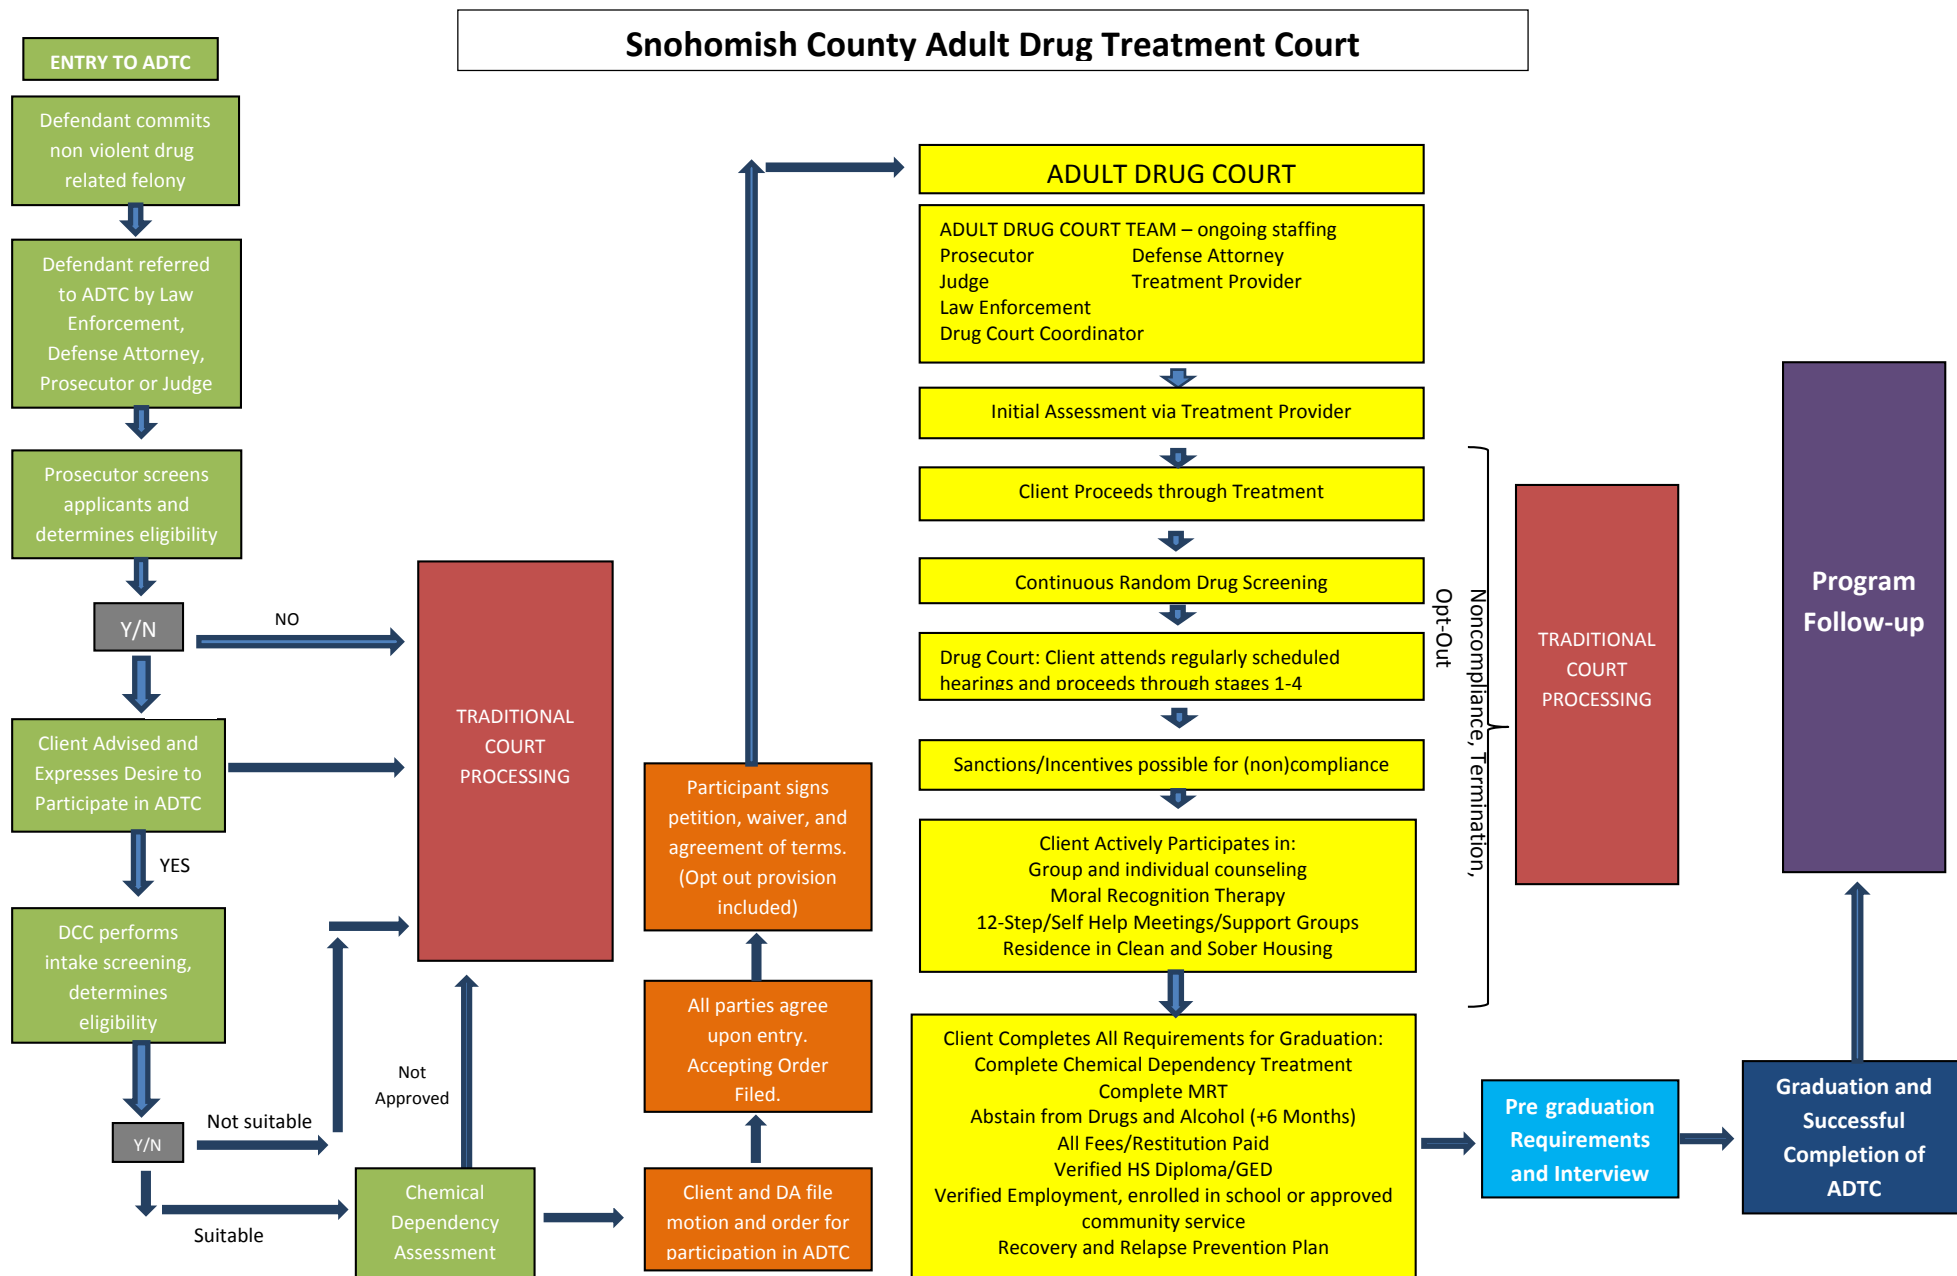 Snohomish County Adult Drug Treatment Court
ENTRY TO ADTC
Defendant commits
non violent drug
related felony
Defendant referred
to ADTC by Law
Enforcement,
Defense Attorney,
Prosecutor or Judge
Prosecutor screens
applicants and
determines eligibility
Y/N
NO
Client Advised and
Expresses Desire to
Participate in ADTC
YES
DCC performs
intake screening,
determines
eligibility
Y/N
Not suitable
Suitable
TRADITIONAL
COURT
PROCESSING
Not
Approved
Chemical
Dependency
Assessment
Client and DA file
motion and order for
participation in ADTC
All parties agree
upon entry.
Accepting Order
Filed.
Participant signs
petition, waiver, and
agreement of terms.
(Opt out provision
included)
ADULT DRUG COURT
ADULT DRUG COURT TEAM – ongoing staffing
Prosecutor Defense Attorney
Judge Treatment Provider
Law Enforcement
Drug Court Coordinator
Initial Assessment via Treatment Provider
Client Proceeds through Treatment
Continuous Random Drug Screening
Drug Court: Client attends regularly scheduled
hearings and proceeds through stages 1-4
Sanctions/Incentives possible for (non)compliance
Client Actively Participates in:
Group and individual counseling
Moral Recognition Therapy
12-Step/Self Help Meetings/Support Groups
Residence in Clean and Sober Housing
Client Completes All Requirements for Graduation:
Complete Chemical Dependency Treatment
Complete MRT
Abstain from Drugs and Alcohol (+6 Months)
All Fees/Restitution Paid
Verified HS Diploma/GED
Verified Employment, enrolled in school or approved
community service
Recovery and Relapse Prevention Plan
Noncompliance, Termination,
Opt-Out
TRADITIONAL
COURT
PROCESSING
Pre graduation
Requirements
and Interview
Graduation and
Successful
Completion of
ADTC
Program
Follow-up